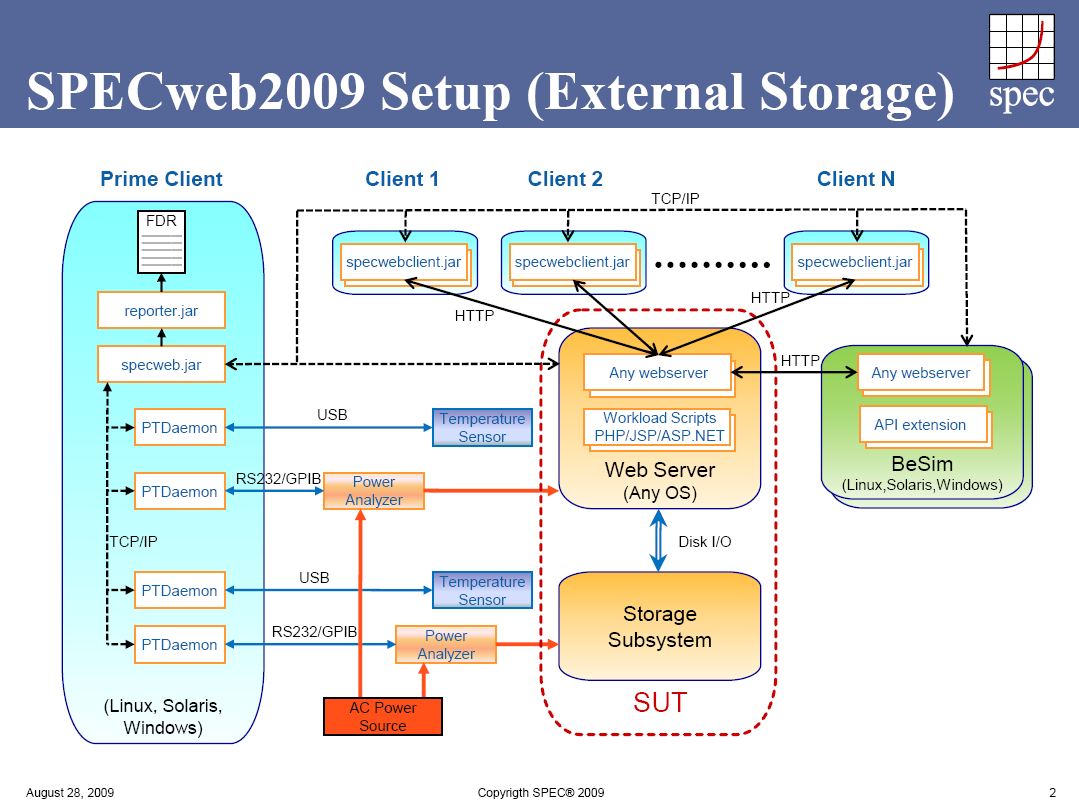 SPECweb2009 Setup (External Storage)
spec
Prime Client
Client 1
Client 2
Client N
TCP/IP
FDR
specwebclient.jar
specwebclient.jar
specwebclient.jar
reporter.jar
HTTP
HTTP
specweb.jar
Any webserver
HTTP
Any webserver
PTDaemon
USB
Temperature
Sensor
Workload Scripts
PHP/JSP/ASP.NET
API extension
PTDaemon
RS232/GPIB
Power
Analyzer
Web Server
(Any OS)
BeSim
(Linux,Solaris,Windows)
TCP/IP
Disk I/O
PTDaemon
USB
Temperature
Sensor
Storage
Subsystem
PTDaemon
RS232/GPIB
Power
Analyzer
(Linux, Solaris,
Windows)
AC Power
Source
SUT
August 28, 2009
Copyrigth SPEC® 2009
2